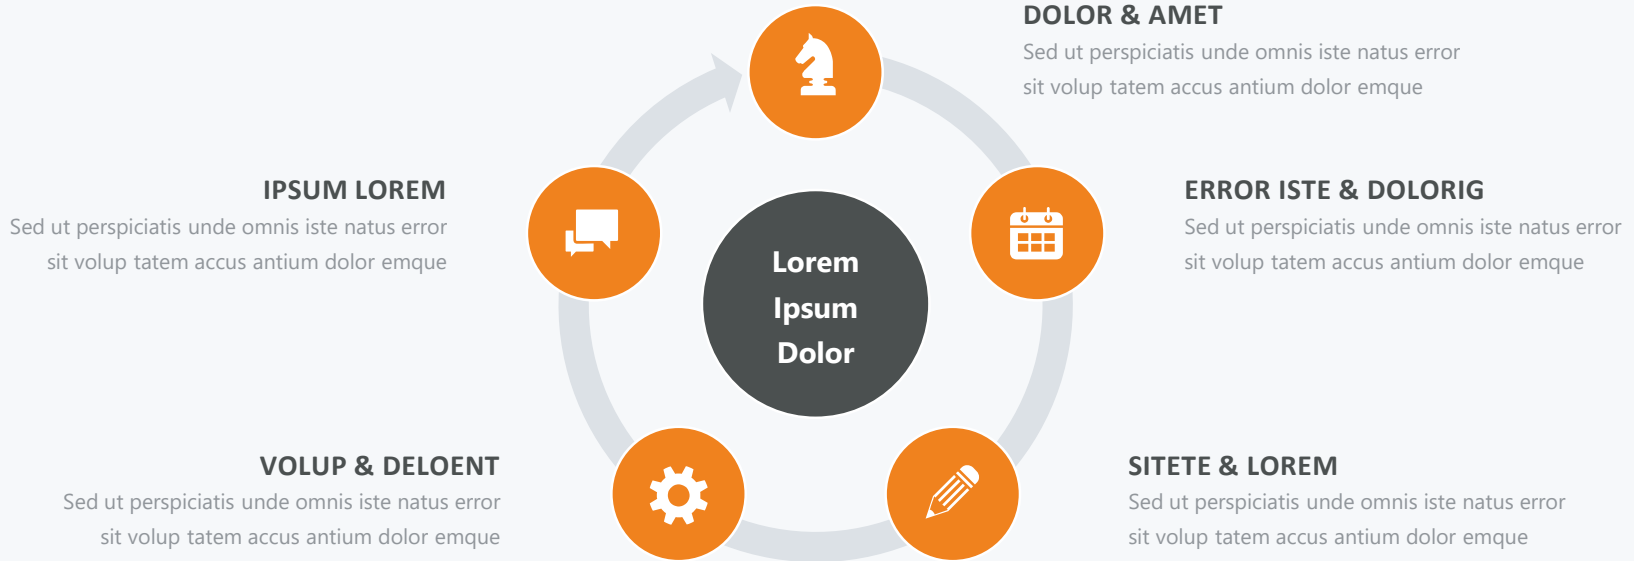 DOLOR & AMET
Sed ut perspiciatis unde omnis iste natus error
sit volup tatem accus antium dolor emque
ERROR ISTE & DOLORIG
Sed ut perspiciatis unde omnis iste natus error
sit volup tatem accus antium dolor emque
SITETE & LOREM
Sed ut perspiciatis unde omnis iste natus error
sit volup tatem accus antium dolor emque
VOLUP & DELOENT
Sed ut perspiciatis unde omnis iste natus error
sit volup tatem accus antium dolor emque
IPSUM LOREM
Sed ut perspiciatis unde omnis iste natus error
sit volup tatem accus antium dolor emque
Lorem
Ipsum
Dolor